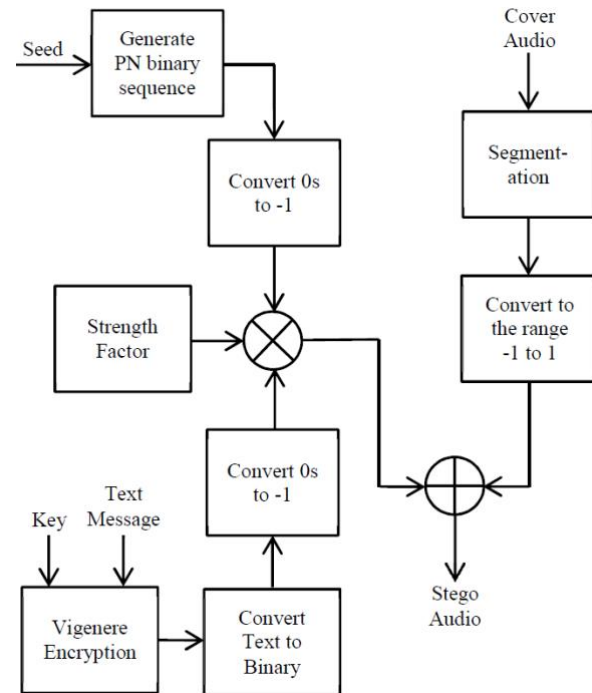 Seed
Generate
PN binary
sequence
Cover
Audio
Convert 0s
to -1
Segment-
ation
Strength
Factor
Convert to
the range
-1 to 1
Convert 0s
to -1
Key
Text
Message
Stego
Audio
Vigenere
Encryption
Convert
Text to
Binary